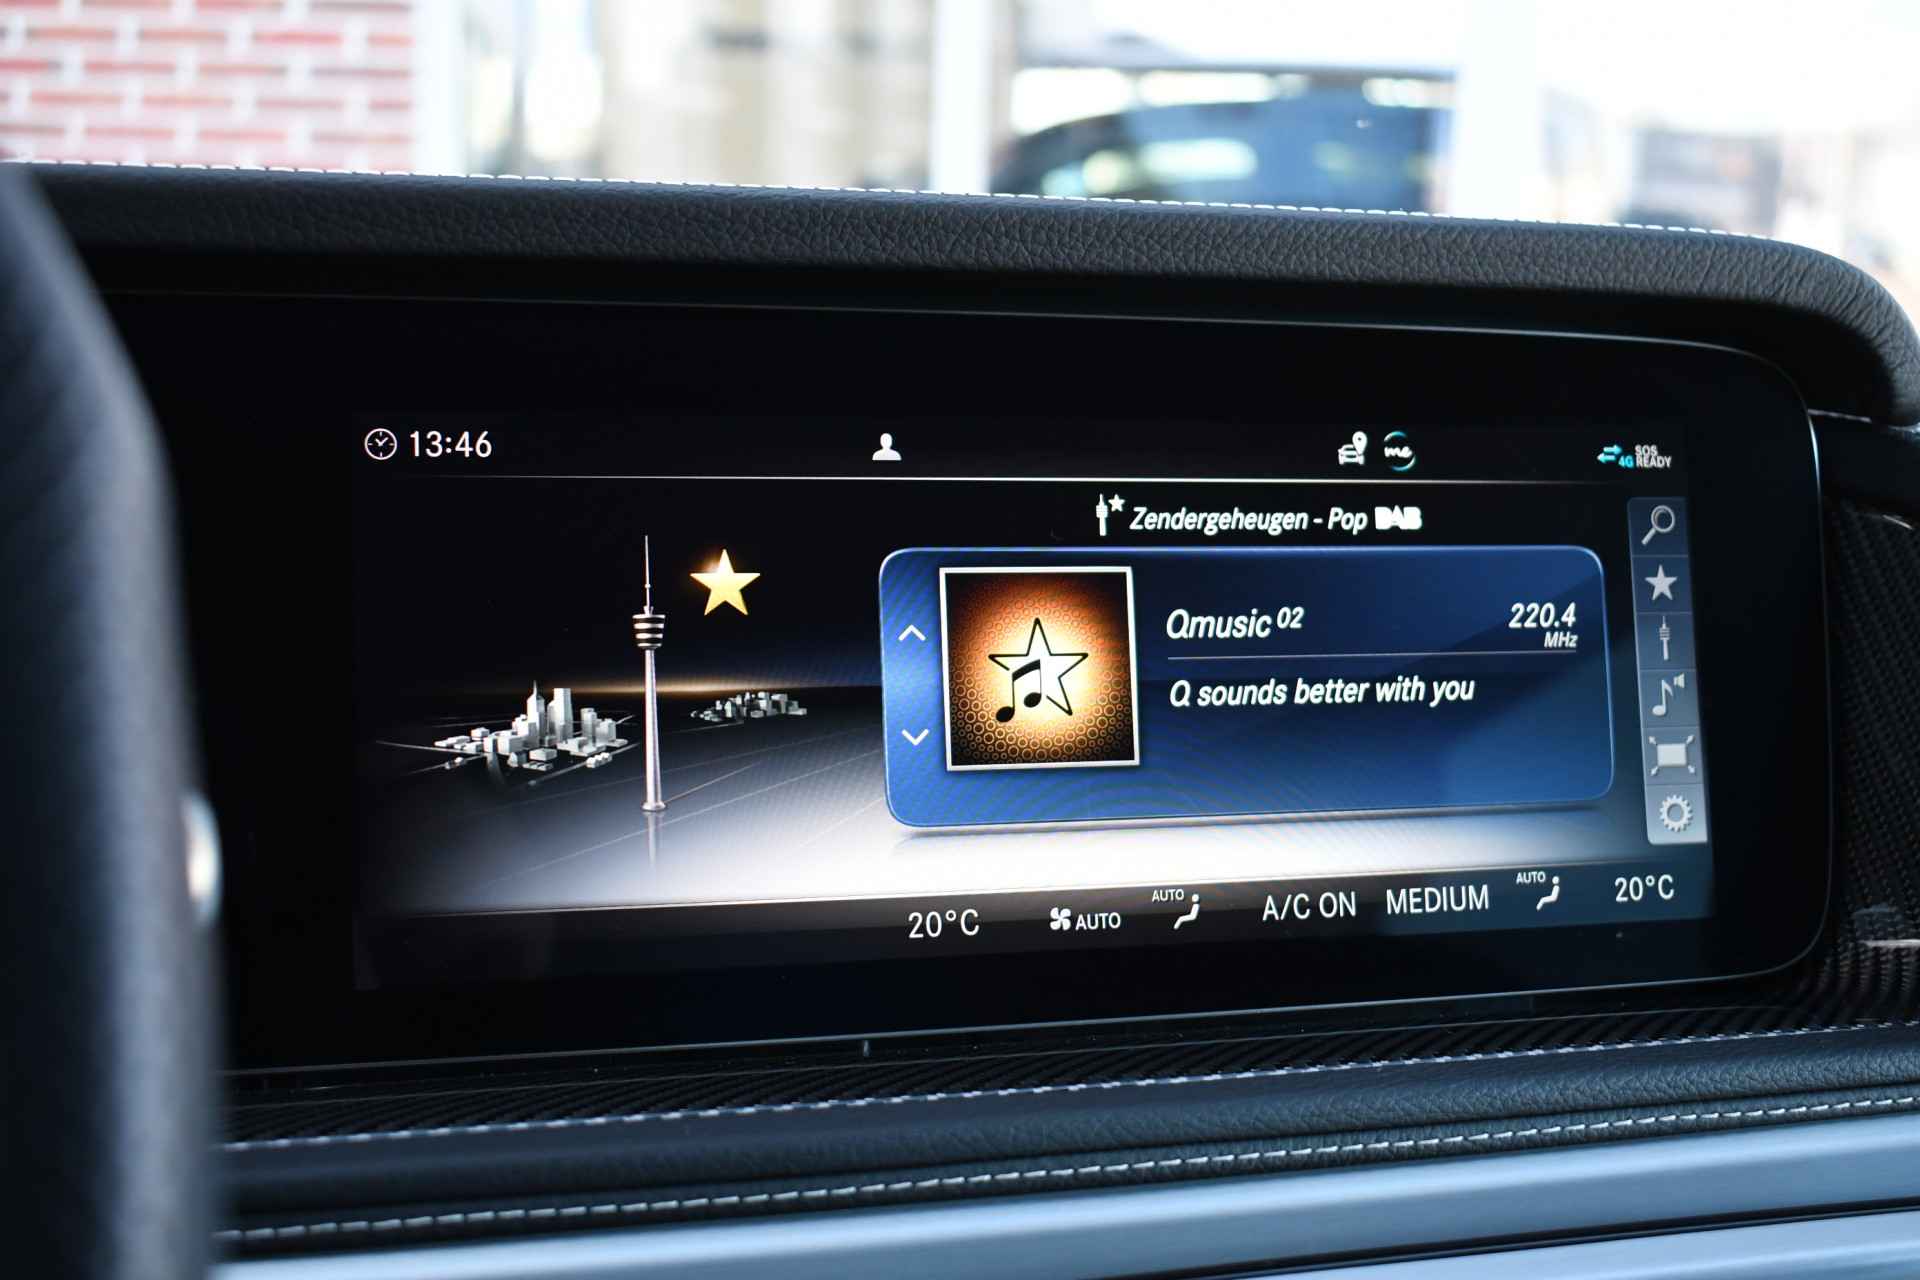 13:46
me
4G SOS READY
Zendergeheugen - Pop DAB
Qmusic 02 220.4 MHz
Q sounds better with you
20°C AUTO AUTO A/C ON MEDIUM AUTO 20°C